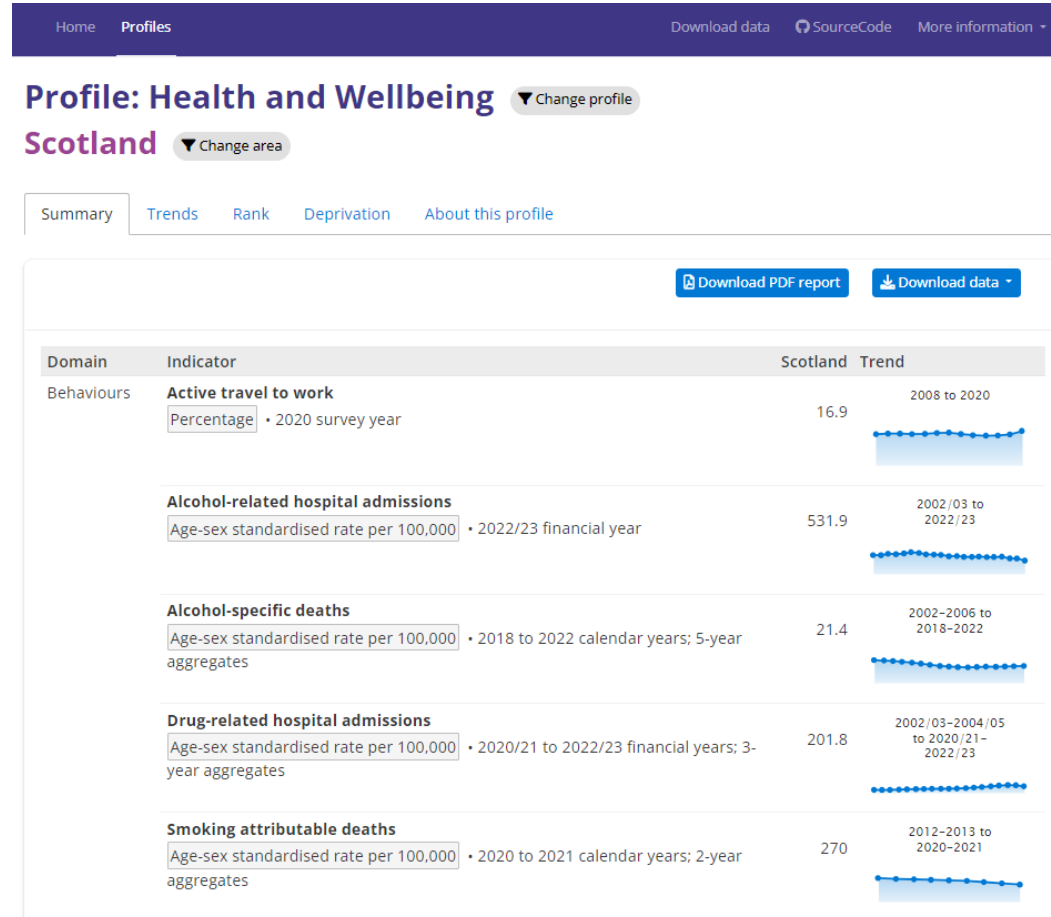 Home Profiles Download data SourceCode More information
Profile: Health and Wellbeing Change profile
Scotland Change area
Summary Trends Rank Deprivation About this profile
Download PDF report Download data
Domain Indicator Scotland Trend
Behaviours Active travel to work
Percentage • 2020 survey year
16.9
2008 to 2020
Alcohol-related hospital admissions
Age-sex standardised rate per 100,000 • 2022/23 financial year
531.9
2002/03 to
2022/23
Alcohol-specific deaths
Age-sex standardised rate per 100,000 • 2018 to 2022 calendar years; 5-year
aggregates
21.4
2002-2006 to
2018-2022
Drug-related hospital admissions
Age-sex standardised rate per 100,000 • 2020/21 to 2022/23 financial years; 3-
year aggregates
201.8
2002/03-2004/05
to 2020/21-
2022/23
Smoking attributable deaths
Age-sex standardised rate per 100,000 • 2020 to 2021 calendar years; 2-year
aggregates
270
2012-2013 to
2020-2021